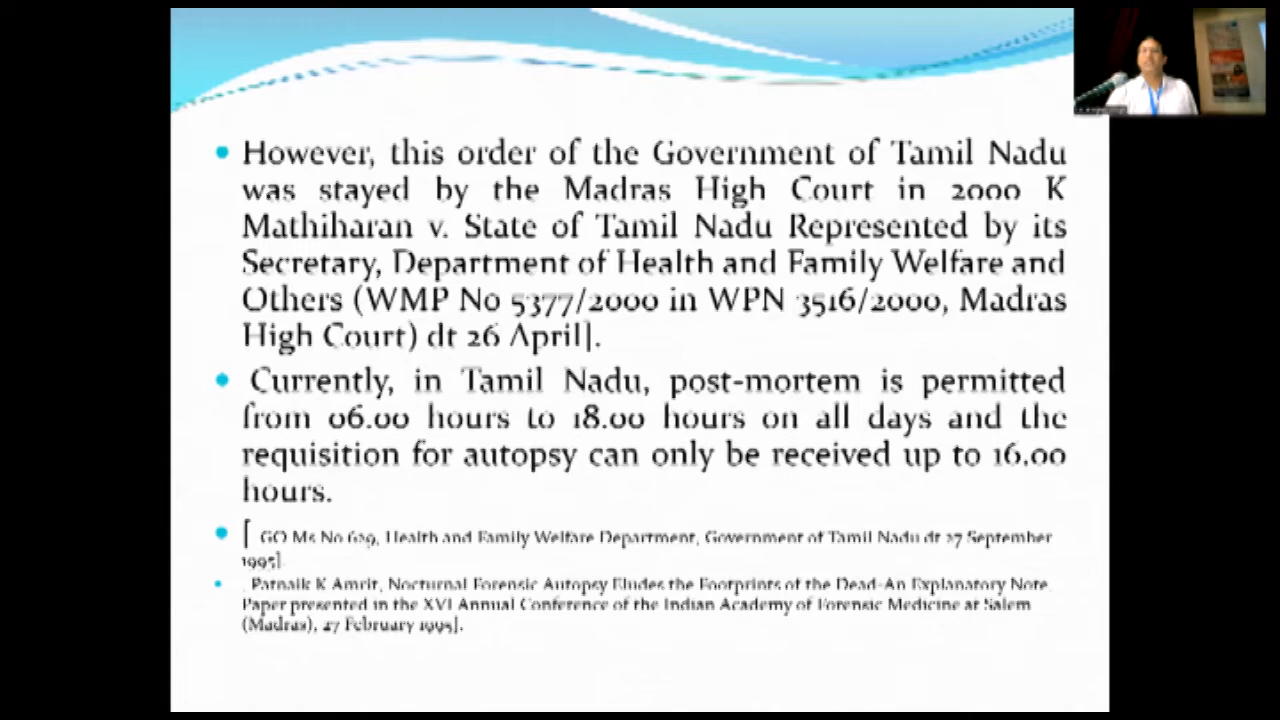 However, this order of the Government of Tamil Nadu
was stayed by the Madras High Court in 2000 K
Mathiharan v. State of Tamil Nadu Represented by its
Secretary, Department of Health and Family Welfare and
Others (WMP No 5377/2000 in WPN 3516/2000, Madras
High Court) dt 26 April].
Currently, in Tamil Nadu, post-mortem is permitted
from 06.00 hours to 18.00 hours on all days and the
requisition for autopsy can only be received up to 16.00
hours.
[ GO Ms No 629, Health and Family Welfare Department, Government of Tamil Nadu dt 27 September
1995].
. Patnaik K Amrit, Nocturnal Forensic Autopsy Eludes the Footprints of the Dead-An Explanatory Note.
Paper presented in the XVI Annual Conference of the Indian Academy of Forensic Medicine at Salem
(Madras), 27 February 1995].